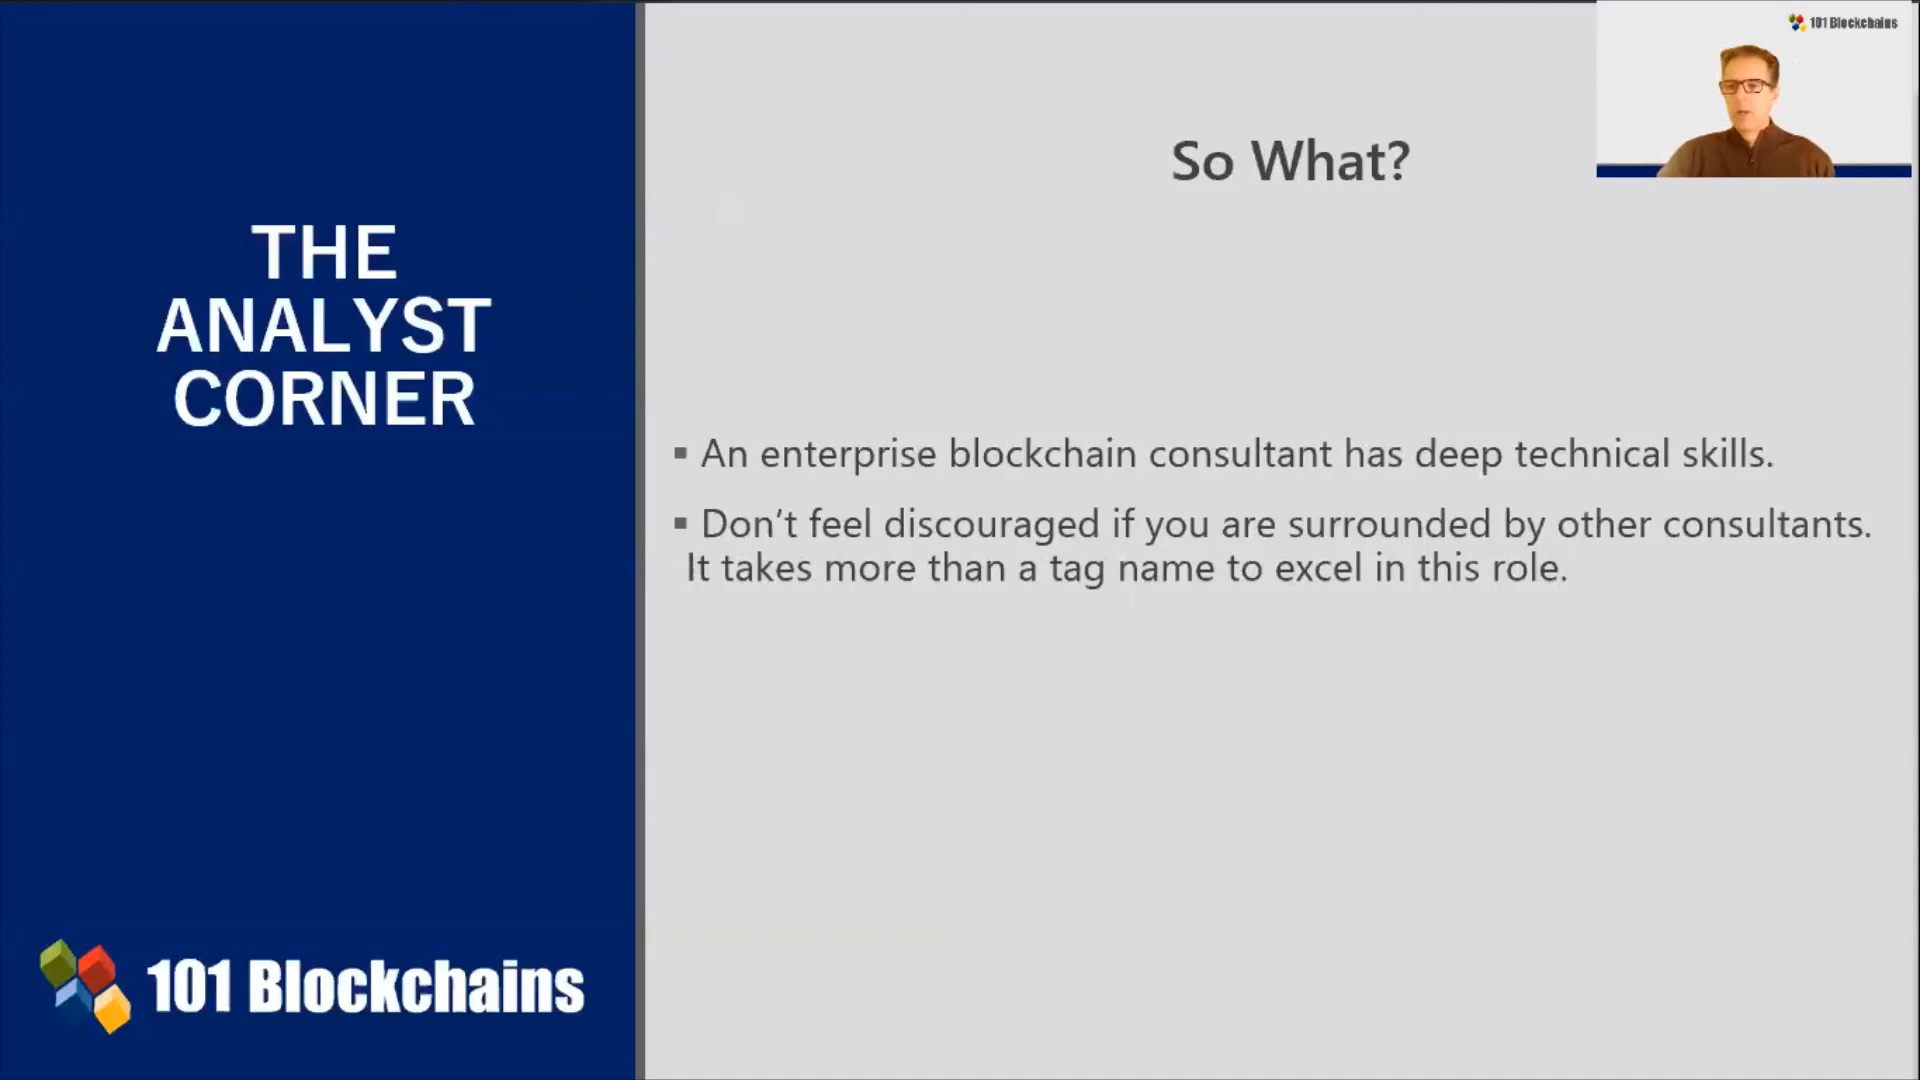 THE
ANALYST
CORNER
101 Blockchains
101 Blockchains
So What?
▪ An enterprise blockchain consultant has deep technical skills.
▪ Don’t feel discouraged if you are surrounded by other consultants.
It takes more than a tag name to excel in this role.